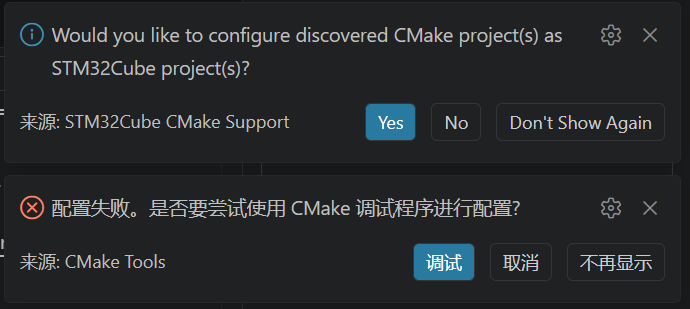 Would you like to configure discovered CMake project(s) as
STM32Cube project(s)?
来源: STM32Cube CMake Support
Yes
No
Don't Show Again
配置失败。是否要尝试使用 CMake 调试程序进行配置?
来源: CMake Tools
调试
取消
不再显示